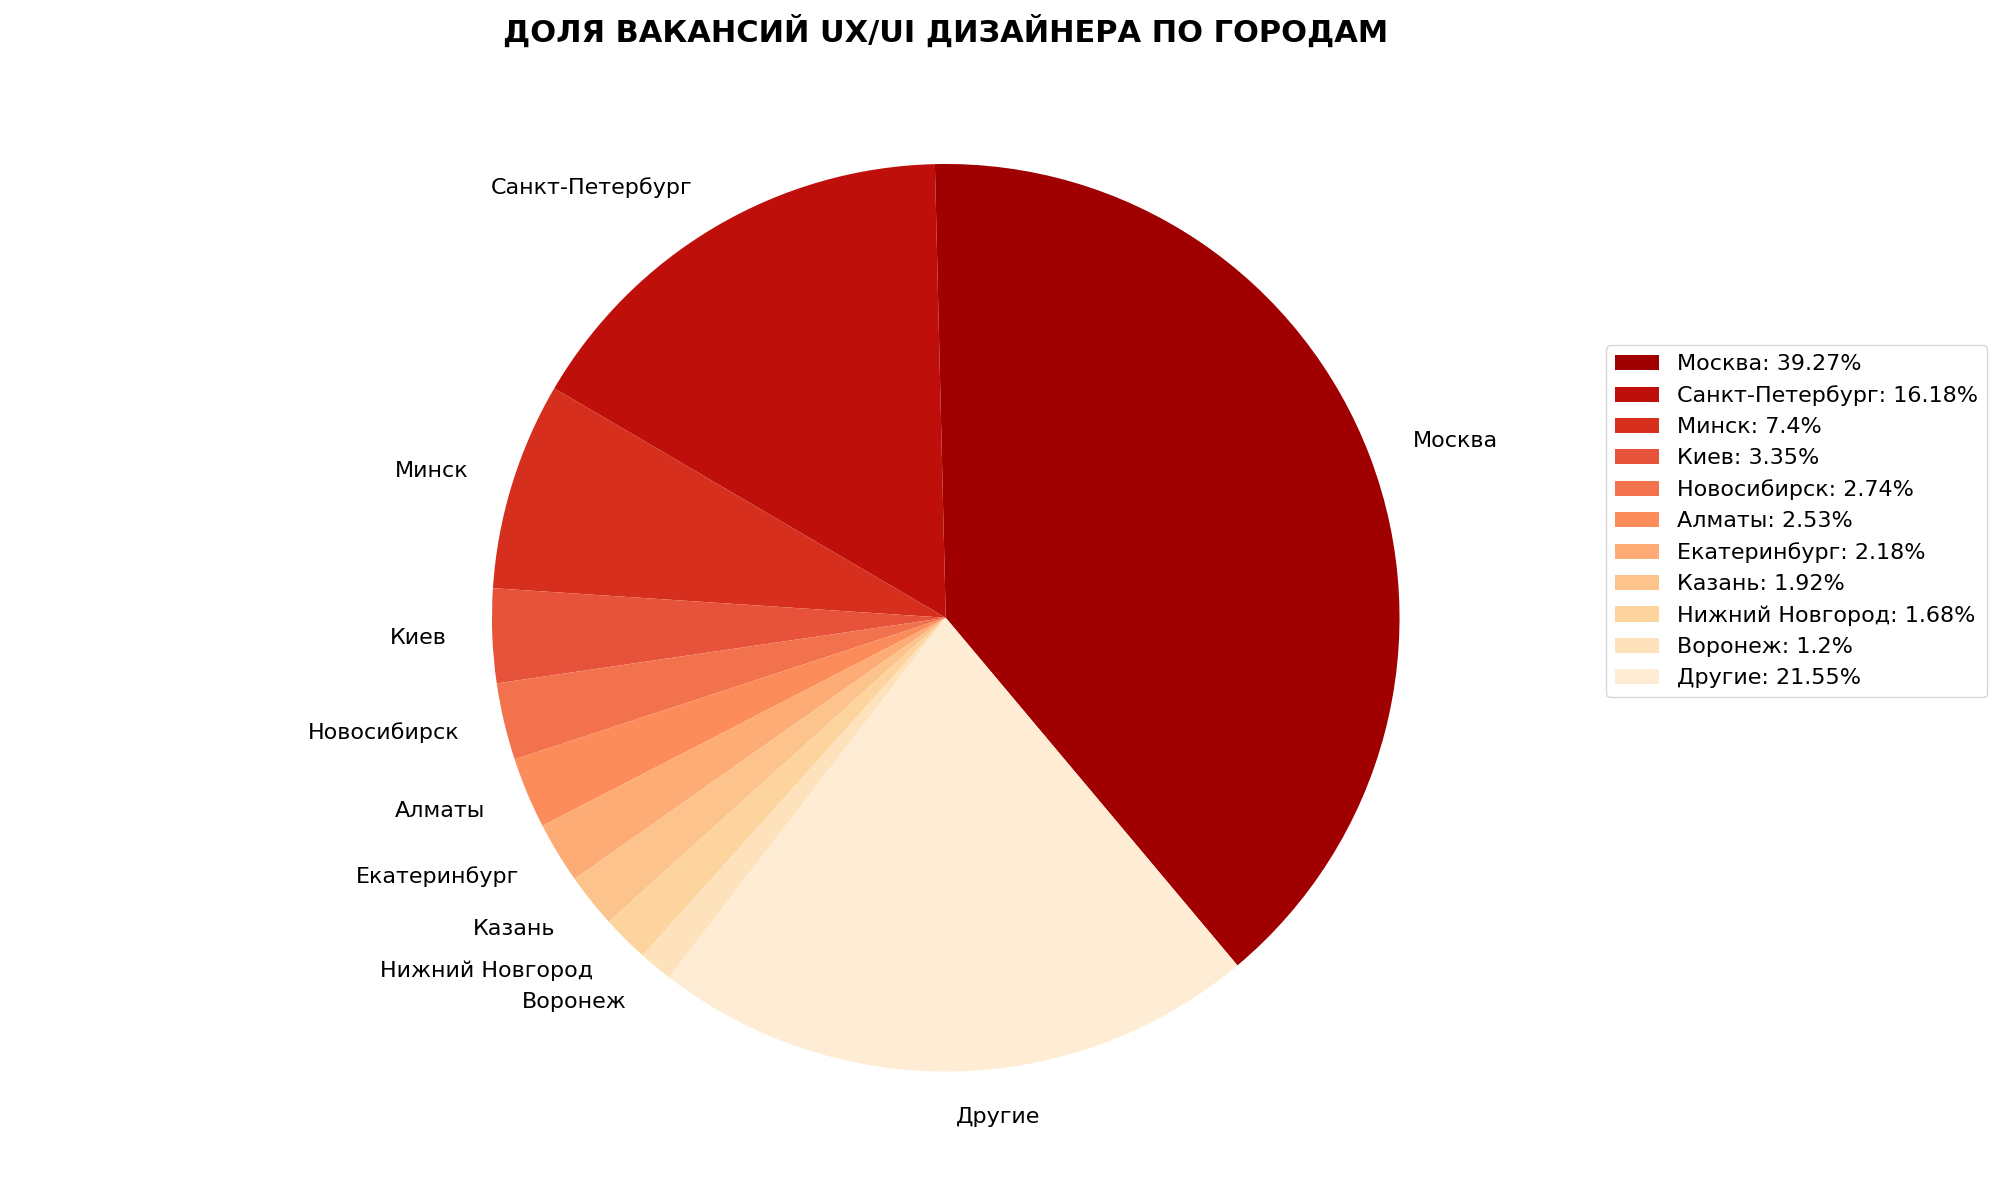 ДОЛЯ ВАКАНСИЙ UX/UI ДИЗАЙНЕРА ПО ГОРОДАМ
Санкт-Петербург
Москва
Минск
Киев
Новосибирск
Алматы
Екатеринбург
Казань
Нижний Новгород
Воронеж
Другие
Москва: 39.27%
Санкт-Петербург: 16.18%
Минск: 7.4%
Киев: 3.35%
Новосибирск: 2.74%
Алматы: 2.53%
Екатеринбург: 2.18%
Казань: 1.92%
Нижний Новгород: 1.68%
Воронеж: 1.2%
Другие: 21.55%